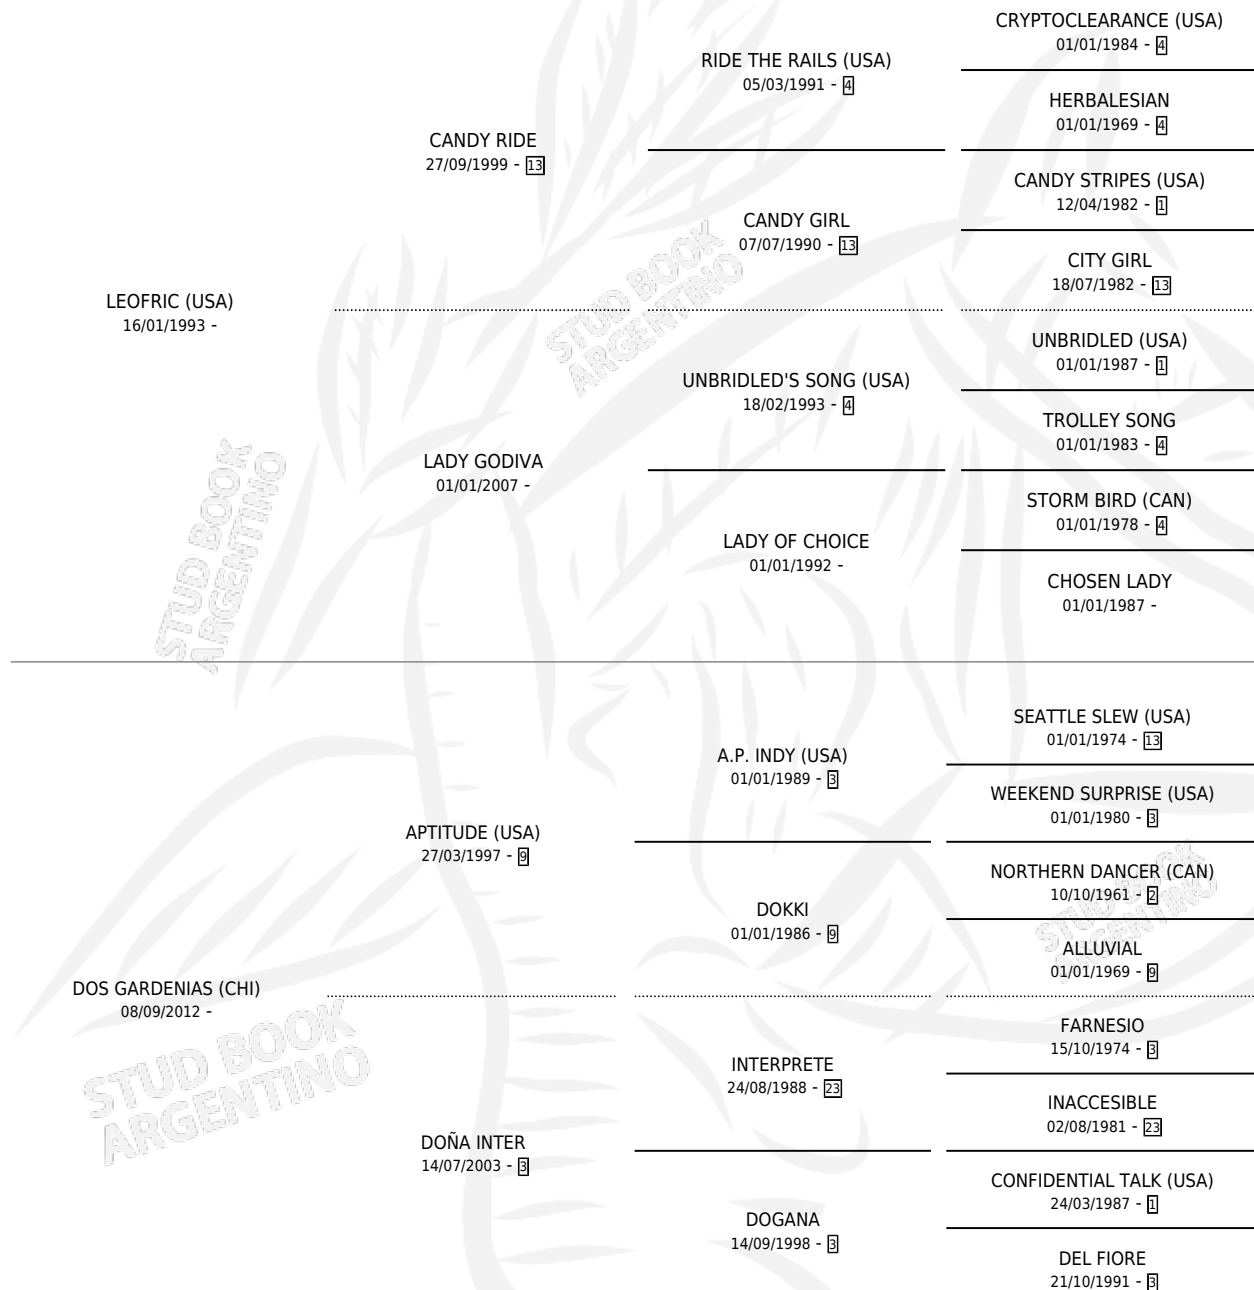 CRYPTOCLEARANCE (USA)
01/01/1984 - 4
RIDE THE RAILS (USA)
05/03/1991 - 4
HERBALESIAN
01/01/1969 - 4
CANDY RIDE
27/09/1999 - 13
CANDY STRIPES (USA)
12/04/1982 - 1
CANDY GIRL
07/07/1990 - 13
CITY GIRL
18/07/1982 - 13
LEOFRIC (USA)
16/01/1993 -
UNBRIDLED (USA)
01/01/1987 - 1
UNBRIDLED'S SONG (USA)
18/02/1993 - 4
TROLLEY SONG
01/01/1983 - 4
LADY GODIVA
01/01/2007 -
STORM BIRD (CAN)
01/01/1978 - 4
LADY OF CHOICE
01/01/1992 -
CHOSEN LADY
01/01/1987 -
SEATTLE SLEW (USA)
01/01/1974 - 13
A.P. INDY (USA)
01/01/1989 - 3
WEEKEND SURPRISE (USA)
01/01/1980 - 3
APTITUDE (USA)
27/03/1997 - 9
NORTHERN DANCER (CAN)
10/10/1961 - 2
DOKKI
01/01/1986 - 9
ALLUVIAL
01/01/1969 - 9
DOS GARDENIAS (CHI)
08/09/2012 -
FARNESIO
15/10/1974 - 3
INTERPRETE
24/08/1988 - 23
INACCESIBLE
02/08/1981 - 23
DOÑA INTER
14/07/2003 - 3
CONFIDENTIAL TALK (USA)
24/03/1987 - 1
DOGANA
14/09/1998 - 3
DEL FIORE
21/10/1991 - 3
STUD BOOK
ARGENTINO
STUD BOOK
ARGENTINO
STUD BOOK
ARGENTINO
STUD BOOK
ARGENTINO